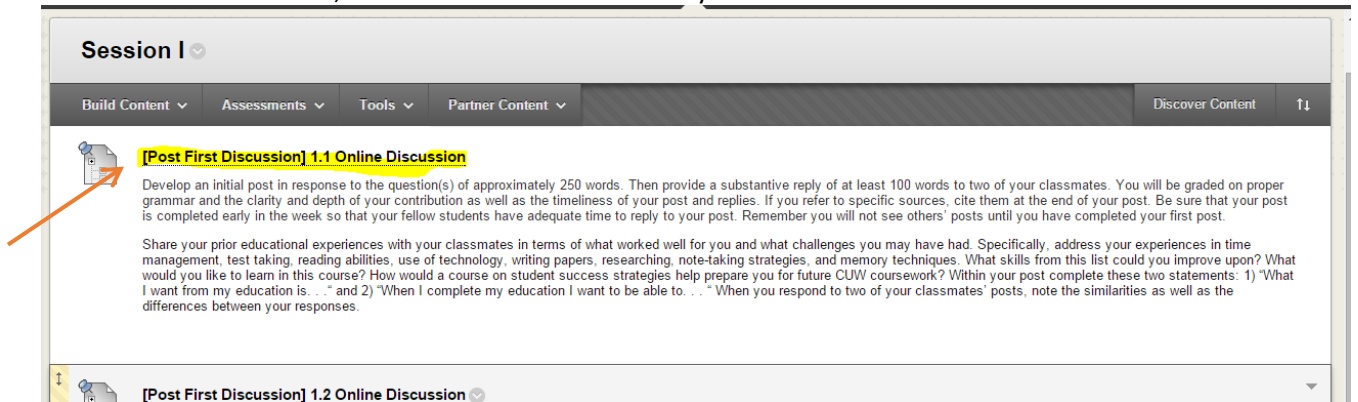 Session I
Build Content Assessments Tools Partner Content Discover Content
[Post First Discussion] 1.1 Online Discussion
Develop an initial post in response to the question(s) of approximately 250 words. Then provide a substantive reply of at least 100 words to two of your classmates. You will be graded on proper
grammar and the clarity and depth of your contribution as well as the timeliness of your post and replies. If you refer to specific sources, cite them at the end of your post. Be sure that your post
is completed early in the week so that your fellow students have adequate time to reply to your post. Remember you will not see others' posts until you have completed your first post.
Share your prior educational experiences with your classmates in terms of what worked well for you and what challenges you may have had. Specifically, address your experiences in time
management, test taking, reading abilities, use of technology, writing papers, researching, note-taking strategies, and memory techniques. What skills from this list could you improve upon? What
would you like to learn in this course? How would a course on student success strategies help prepare you for future CUW coursework? Within your post complete these two statements: 1) "What
I want from my education is. . ." and 2) "When I complete my education I want to be able to. . . " When you respond to two of your classmates' posts, note the similarities as well as the
differences between your responses.
[Post First Discussion] 1.2 Online Discussion